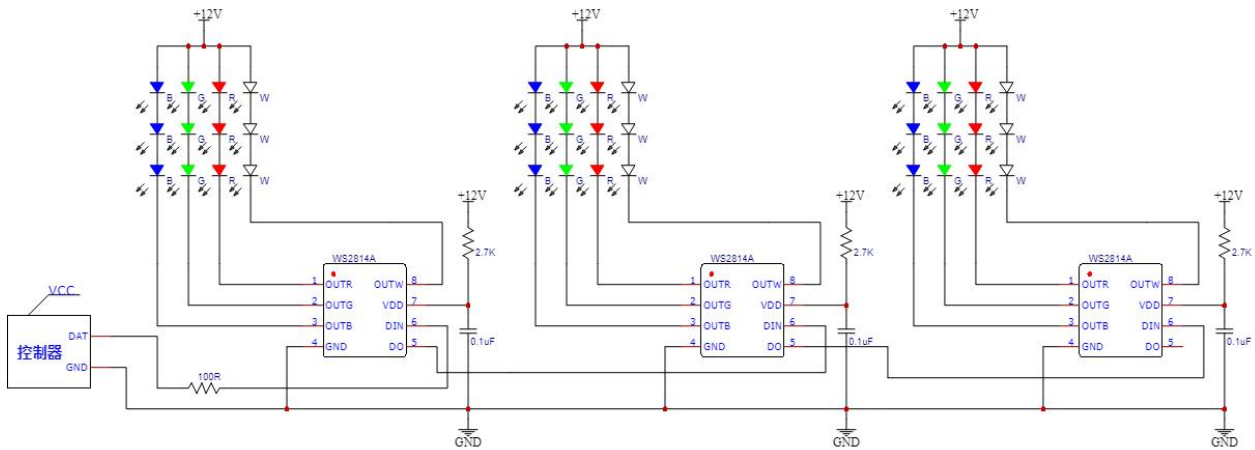 +12V +12V +12V
B G R W B G R W B G R W
B G R W B G R W B G R W
B G R W B G R W B G R W
+12V +12V +12V
2.7K 2.7K 2.7K
WS2814A WS2814A WS2814A
1 OUTR OUTW 8 1 OUTR OUTW 8 1 OUTR OUTW 8
2 OUTG VDD 7 2 OUTG VDD 7 2 OUTG VDD 7
VCC
3 OUTB DIN 6 3 OUTB DIN 6 3 OUTB DIN 6
DAT 0.1uF 0.1uF 0.1uF
4 GND DO 5 4 GND DO 5 4 GND DO 5
控制器
GND
100R
GND GND GND